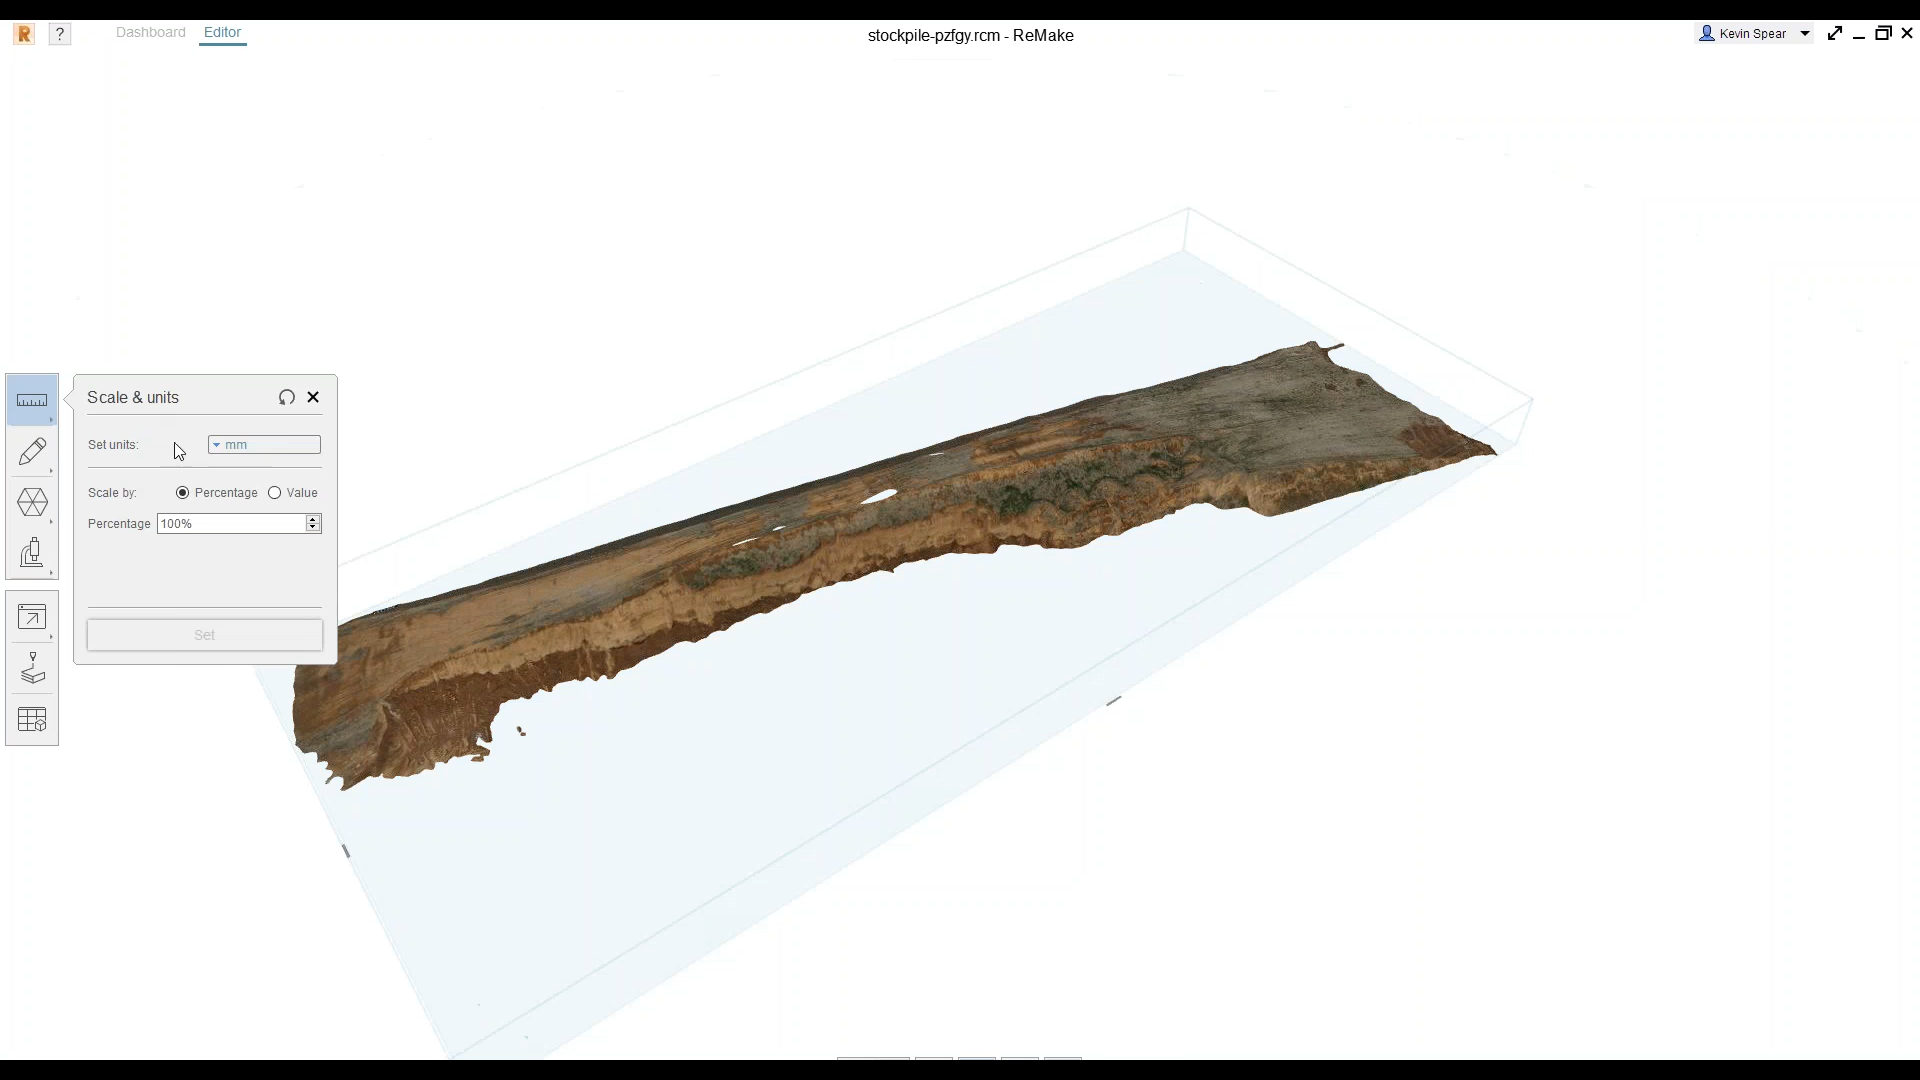 R ? Dashboard Editor stockpile-pzfgy.rcm - ReMake Kevin Spear
Scale & units
Set units: mm
Scale by: Percentage Value
Percentage 100%
Set